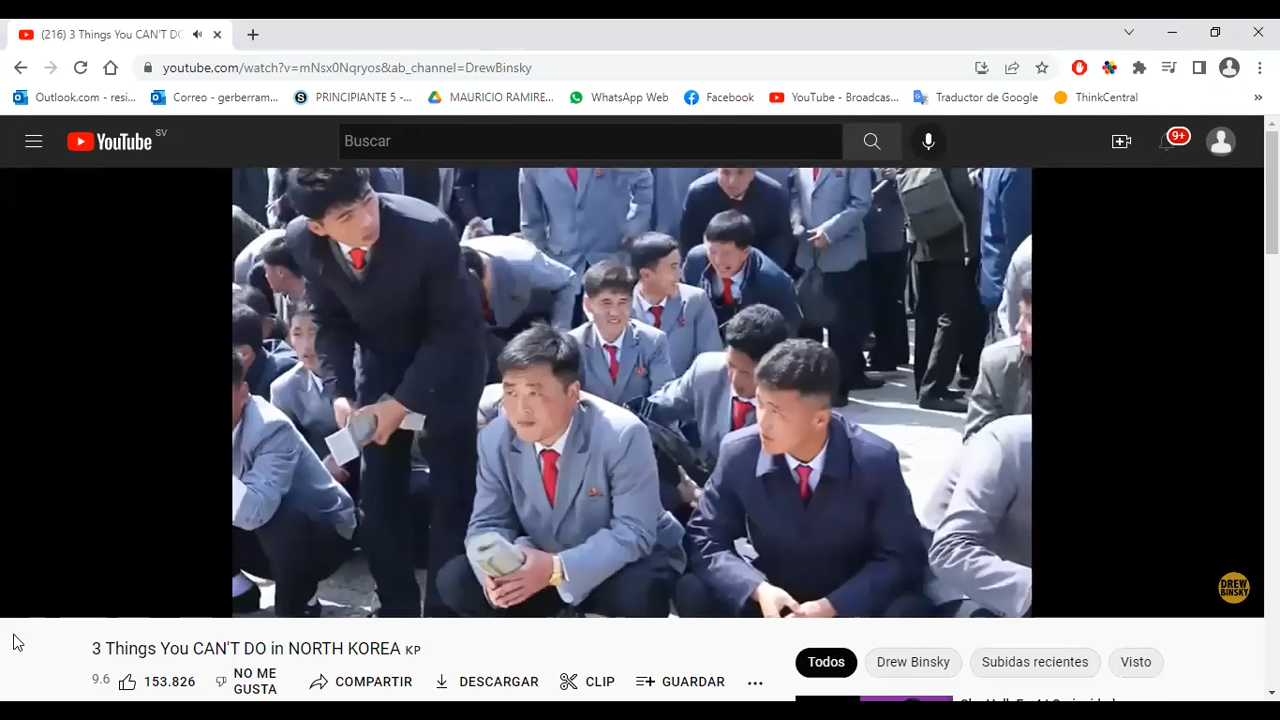 (216) 3 Things You CAN'T DO
youtube.com/watch?v=mNsx0Nqryos&ab_channel=DrewBinsky
Outlook.com - resi... Correo - gerberram... PRINCIPIANTE 5 -... MAURICIO RAMIRE... WhatsApp Web Facebook YouTube - Broadcas... Traductor de Google ThinkCentral »
YouTube SV Buscar 9+
DREW
BINSKY
3 Things You CAN'T DO in NORTH KOREA KP
Todos Drew Binsky Subidas recientes Visto
9.6 153.826 NO ME GUSTA COMPARTIR DESCARGAR CLIP GUARDAR ...